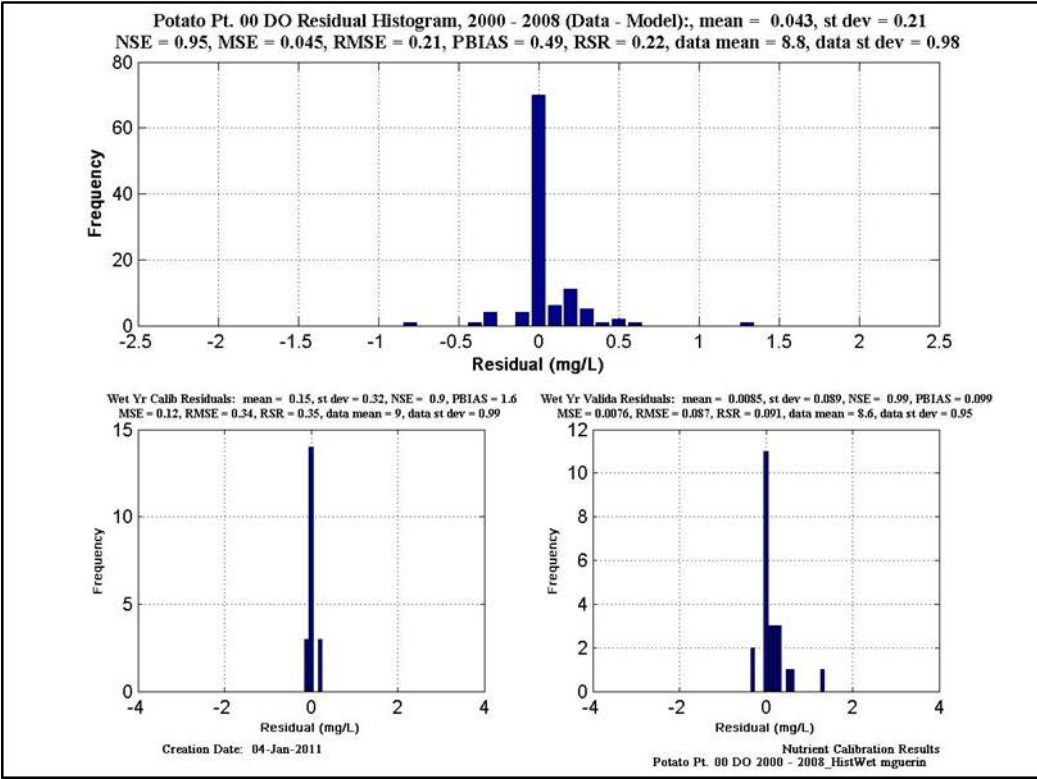 Potato Pt. 00 DO Residual Histogram, 2000 - 2008 (Data - Model):, mean =  0.043, st dev = 0.21
NSE = 0.95, MSE = 0.045, RMSE = 0.21, PBIAS = 0.49, RSR = 0.22, data mean = 8.8, data st dev = 0.98
80
60
40
20
0
Frequency
-2.5 -2 -1.5 -1 -0.5 0 0.5 1 1.5 2 2.5
Residual (mg/L)
Wet Yr Calib Residuals:  mean =  0.15, st dev = 0.32, NSE =  0.9, PBIAS = 1.6
MSE = 0.12, RMSE = 0.34, RSR = 0.35, data mean = 9, data st dev = 0.99
15
10
5
0
Frequency
-4 -2 0 2 4
Residual (mg/L)
Creation Date:  04-Jan-2011
Wet Yr Valida Residuals:  mean =  0.0085, st dev = 0.089, NSE =  0.99, PBIAS = 0.099
MSE = 0.0076, RMSE = 0.087, RSR = 0.091, data mean = 8.6, data st dev = 0.95
12
10
8
6
4
2
0
Frequency
-4 -2 0 2 4
Residual (mg/L)
Nutrient Calibration Results
Potato Pt. 00 DO 2000 - 2008_HistWet mguerin